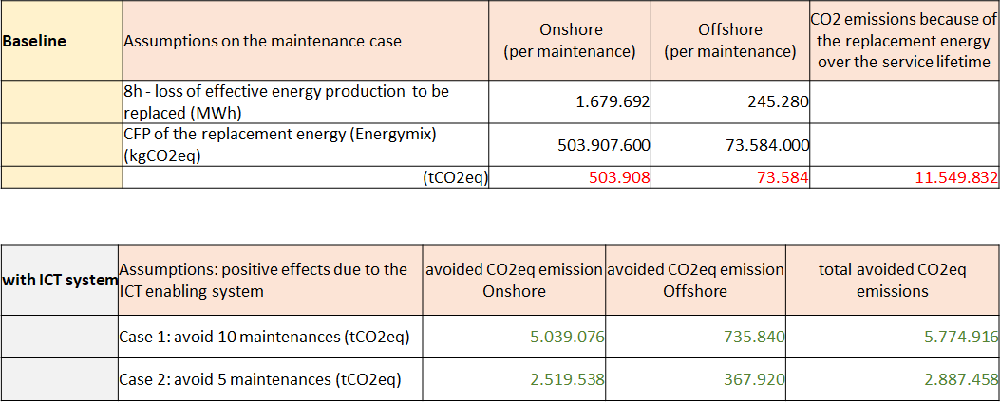 Baseline
Assumptions on the maintenance case
Onshore
(per maintenance)
Offshore
(per maintenance)
CO2 emissions because of
the replacement energy
over the service lifetime
8h - loss of effective energy production to be
replaced (MWh)
1.679.692
245.280
CFP of the replacement energy (Energymix)
(kgCO2eq)
503.907.600
73.584.000
(tCO2eq)
503.908
73.584
11.549.832
with ICT system
Assumptions: positive effects due to the
ICT enabling system
avoided CO2eq emission
Onshore
avoided CO2eq emission
Offshore
total avoided CO2eq
emissions
Case 1: avoid 10 maintenances (tCO2eq)
5.039.076
735.840
5.774.916
Case 2: avoid 5 maintenances (tCO2eq)
2.519.538
367.920
2.887.458